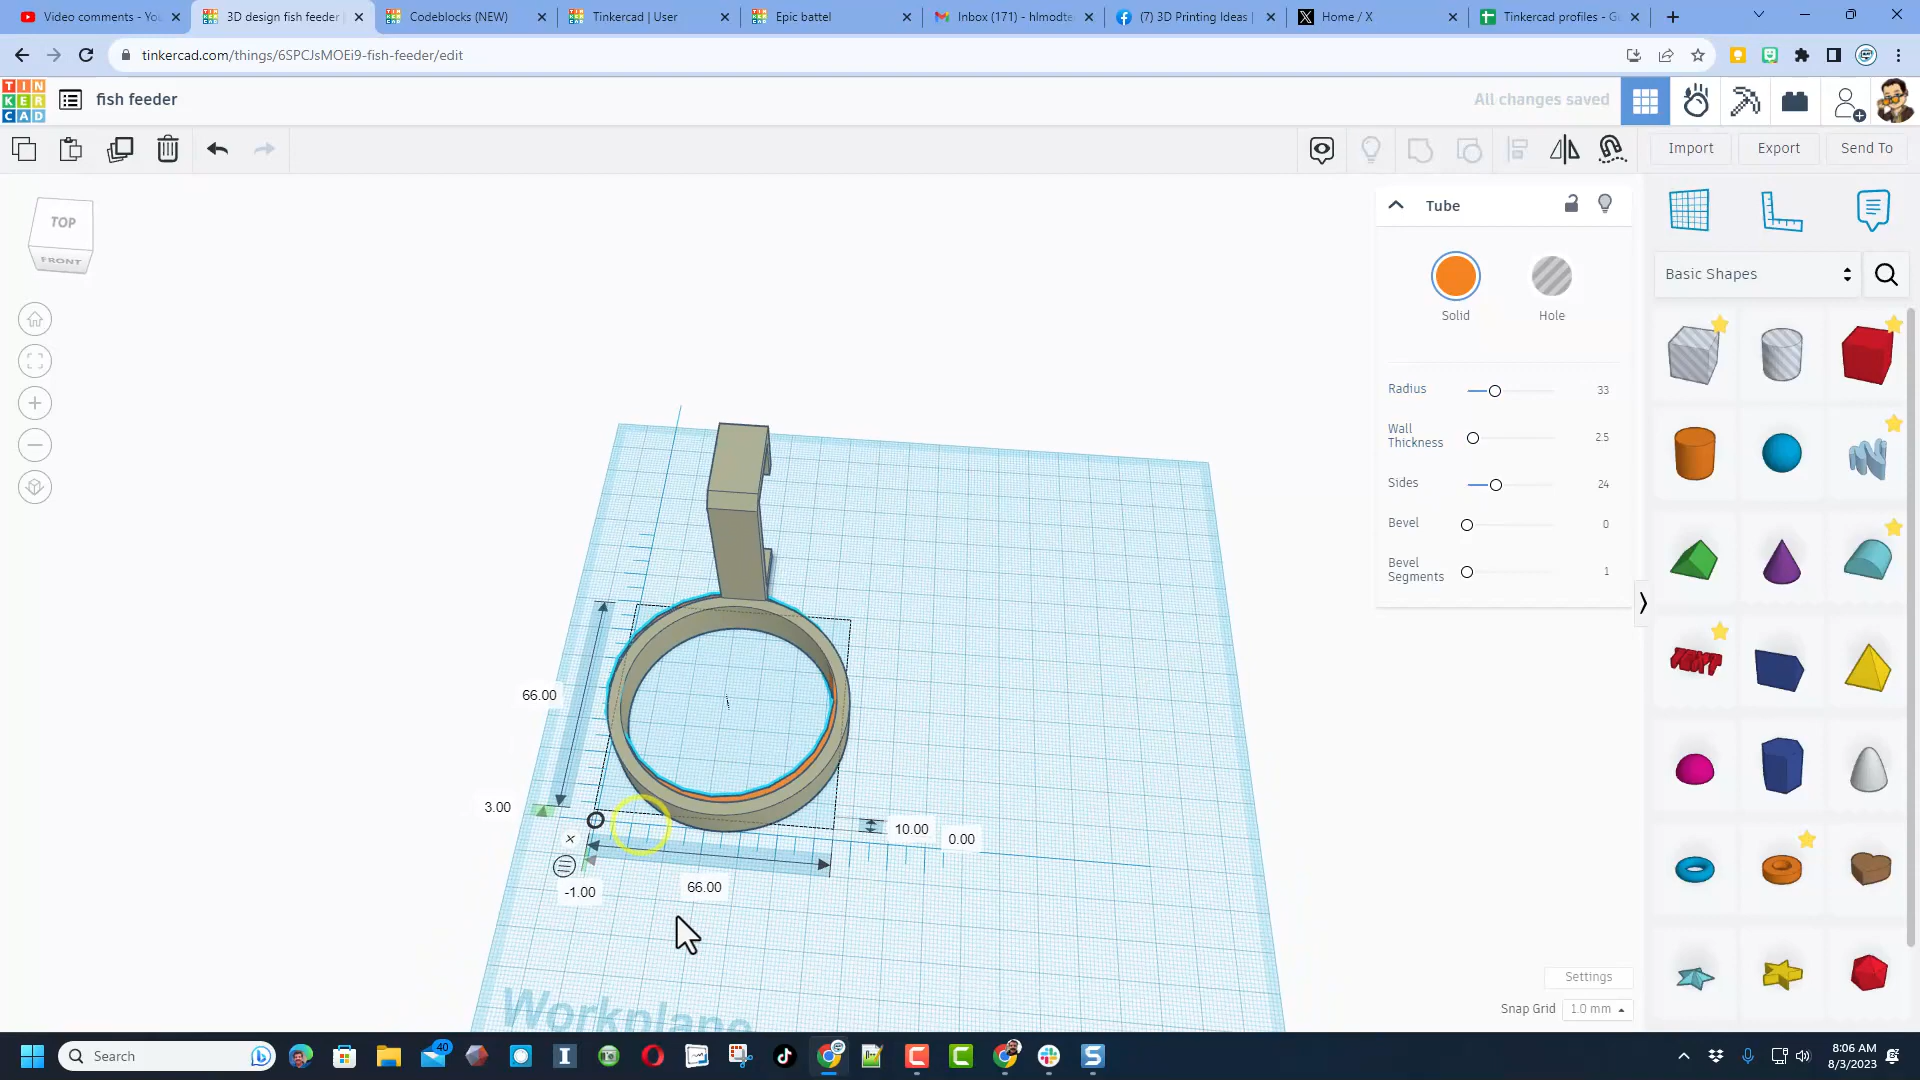 Video comments - You
3D design fish feeder
Codeblocks (NEW)
Tinkercad | User
Epic battel
Inbox (171) - hlmodtech
(7) 3D Printing Ideas |
Home / X
Tinkercad profiles - G
tinkercad.com/things/6SPCJsMOEi9-fish-feeder/edit
TIN
KER
CAD
fish feeder
All changes saved
Import
Export
Send To
TOP
FRONT
Tube
Solid
Hole
Radius
33
Wall
Thickness
2.5
Sides
24
Bevel
0
Bevel
Segments
1
Basic Shapes
66.00
3.00
10.00
0.00
66.00
-1.00
Workplane
Settings
Snap Grid
1.0 mm
Search
40
8:06 AM
8/3/2023